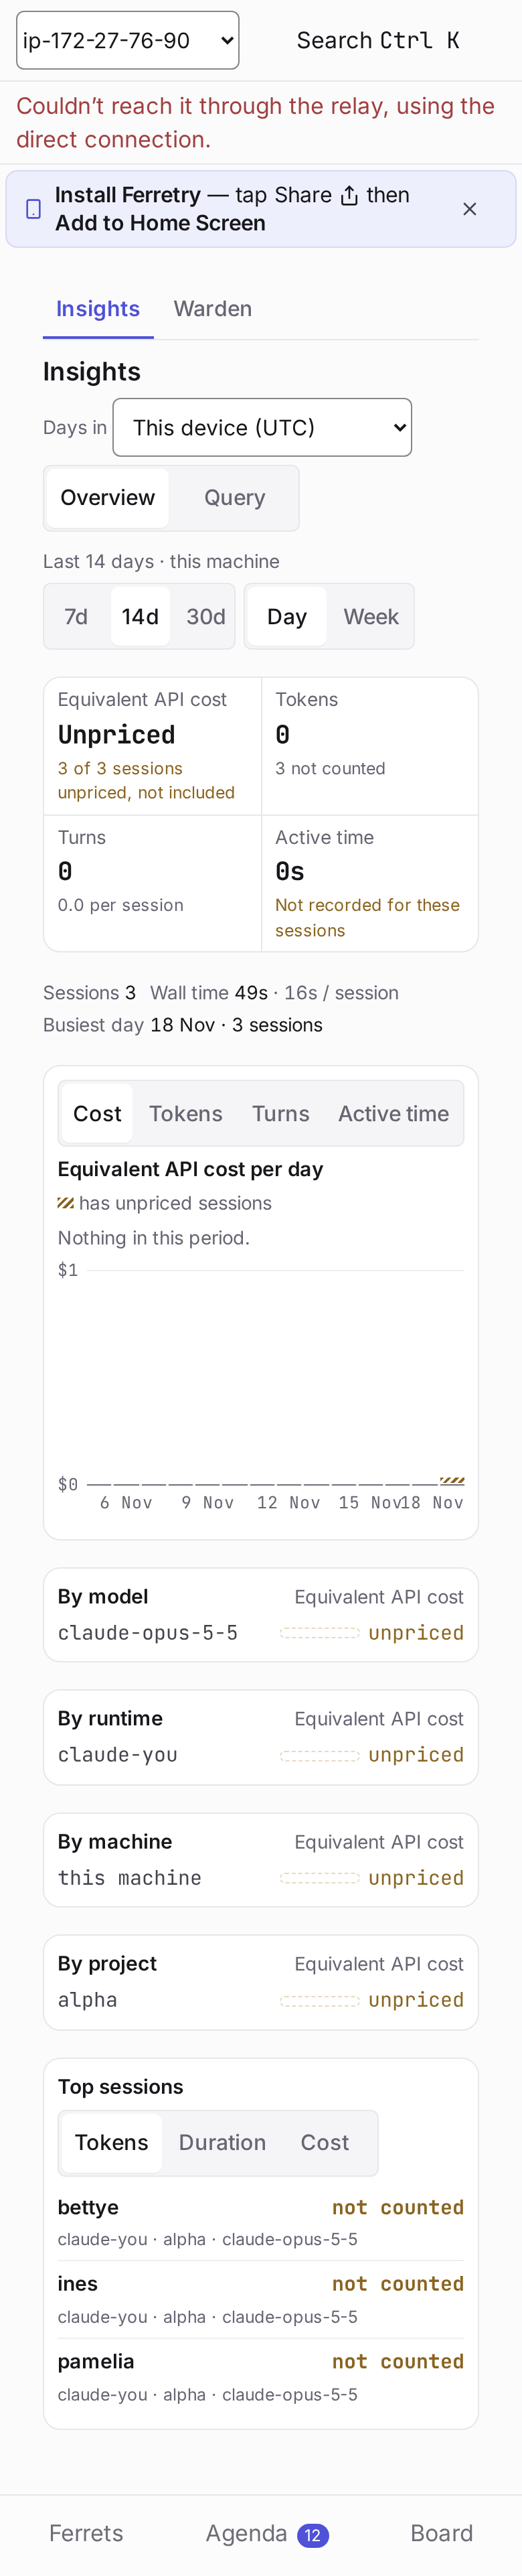 ip-172-27-76-90 Search Ctrl K
Couldn't reach it through the relay, using the
direct connection.
Install Ferretry — tap Share then
Add to Home Screen
Insights Warden
Insights
Days in This device (UTC)
Overview Query
Last 14 days · this machine
7d 14d 30d Day Week
Equivalent API cost Tokens
Unpriced 0
3 of 3 sessions 3 not counted
unpriced, not included
Turns Active time
0 0s
0.0 per session Not recorded for these
sessions
Sessions 3 Wall time 49s · 16s / session
Busiest day 18 Nov · 3 sessions
Cost Tokens Turns Active time
Equivalent API cost per day
has unpriced sessions
Nothing in this period.
$1
$0
6 Nov 9 Nov 12 Nov 15 Nov 18 Nov
By model Equivalent API cost
claude-opus-5-5 unpriced
By runtime Equivalent API cost
claude-you unpriced
By machine Equivalent API cost
this machine unpriced
By project Equivalent API cost
alpha unpriced
Top sessions
Tokens Duration Cost
bettye not counted
claude-you · alpha · claude-opus-5-5
ines not counted
claude-you · alpha · claude-opus-5-5
pamelia not counted
claude-you · alpha · claude-opus-5-5
Ferrets Agenda 12 Board